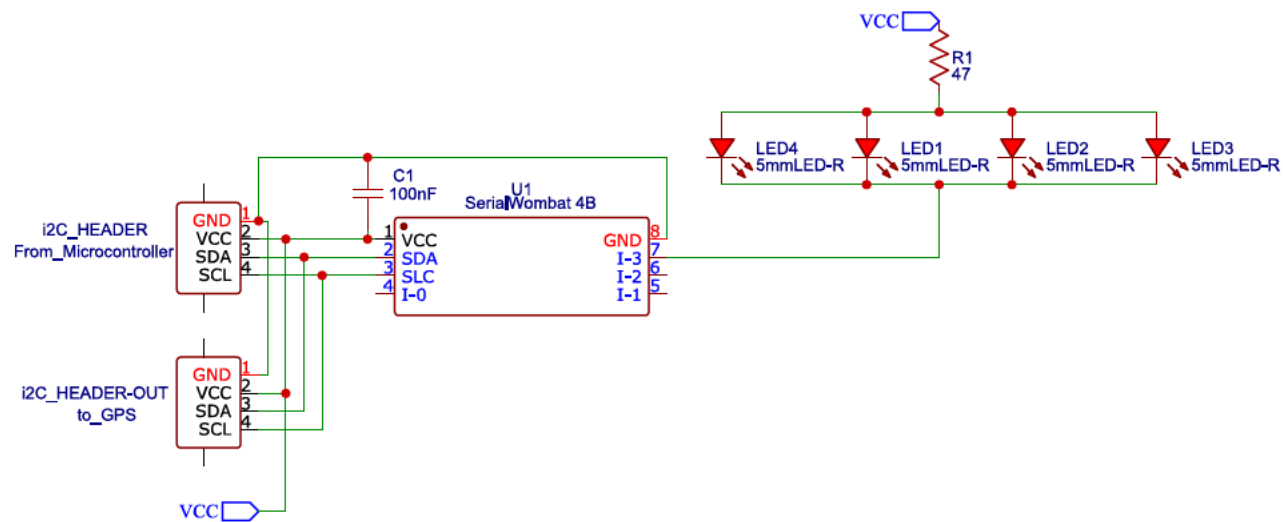 VCC
R1
47
LED4
5mmLED-R
LED1
5mmLED-R
LED2
5mmLED-R
LED3
5mmLED-R
C1
100nF
U1
SerialWombat 4B
i2C_HEADER
From_Microcontroller
GND 1
VCC 2
SDA 3
SCL 4
1 VCC
2 SDA
3 SLC
4 I-0
GND 8
I-3 7
I-2 6
I-1 5
i2C_HEADER-OUT
to_GPS
GND 1
VCC 2
SDA 3
SCL 4
VCC